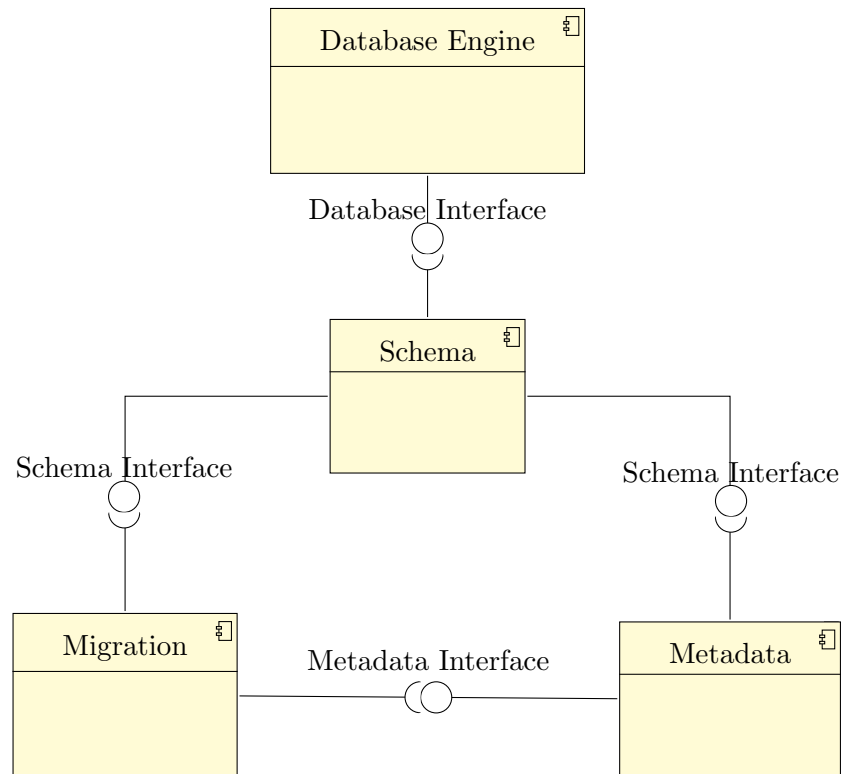 Database Engine
Database Interface
Schema
Schema Interface
Schema Interface
Migration
Metadata Interface
Metadata